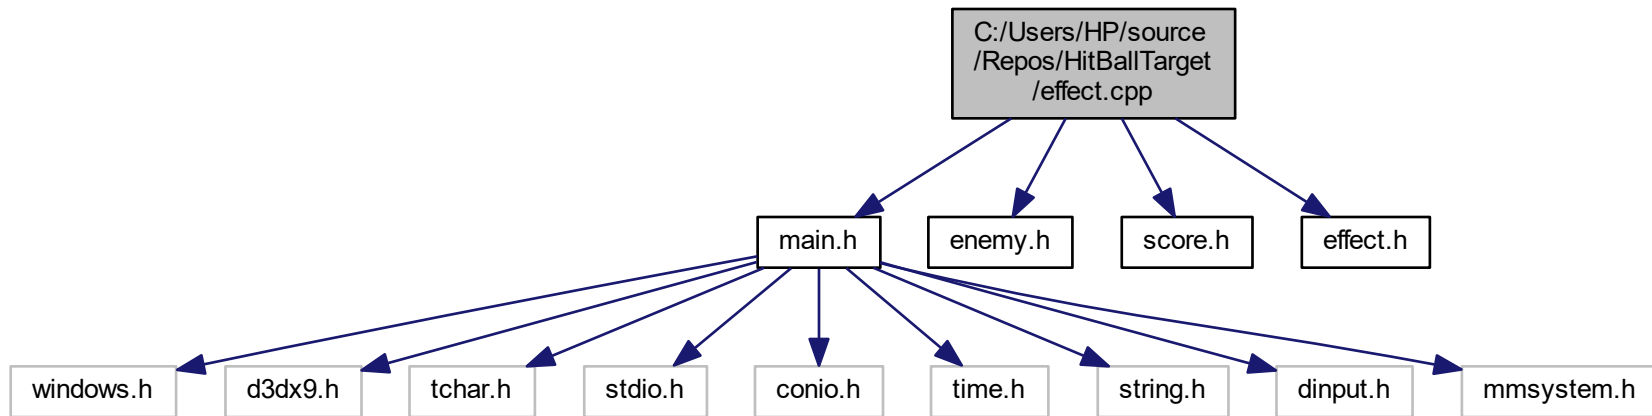 C:/Users/HP/source
/Repos/HitBallTarget
/effect.cpp
main.h
enemy.h
score.h
effect.h
windows.h
d3dx9.h
tchar.h
stdio.h
conio.h
time.h
string.h
dinput.h
mmsystem.h